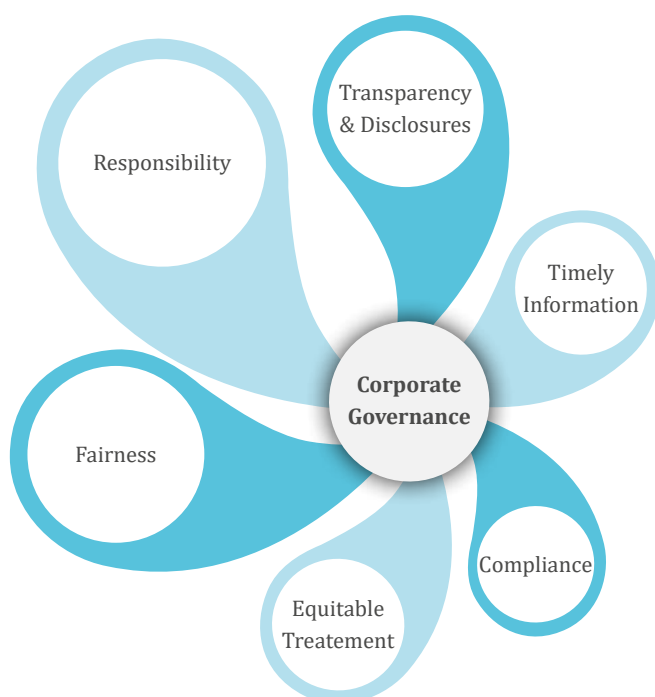 Transparency
& Disclosures
Responsibility
Timely
Information
Corporate
Governance
Fairness
Compliance
Equitable
Treatement